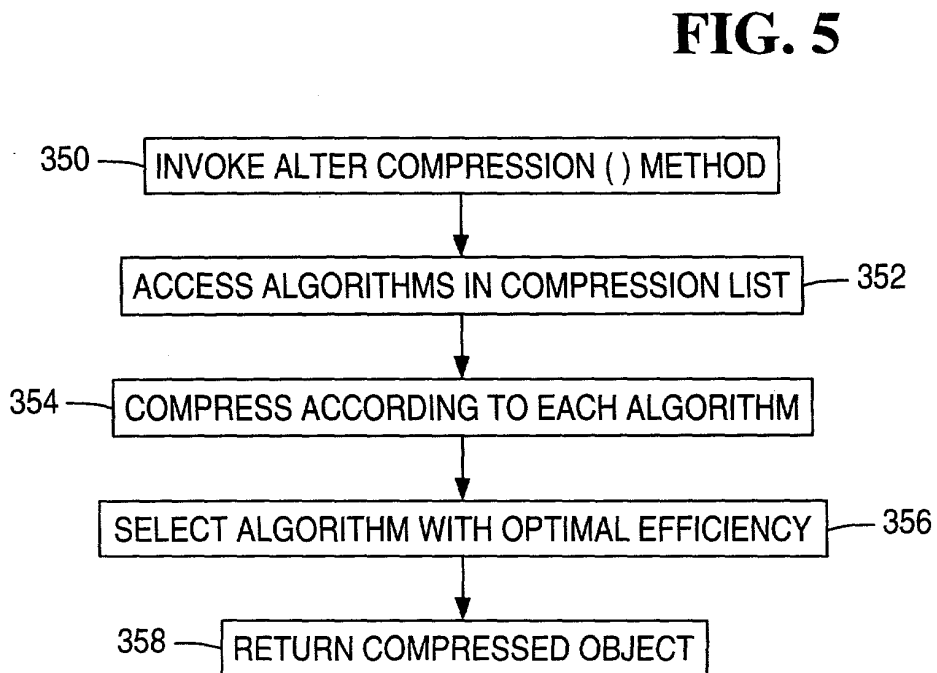 FIG. 5
350 INVOKE ALTER COMPRESSION ( ) METHOD
ACCESS ALGORITHMS IN COMPRESSION LIST 352
354 COMPRESS ACCORDING TO EACH ALGORITHM
SELECT ALGORITHM WITH OPTIMAL EFFICIENCY 356
358 RETURN COMPRESSED OBJECT